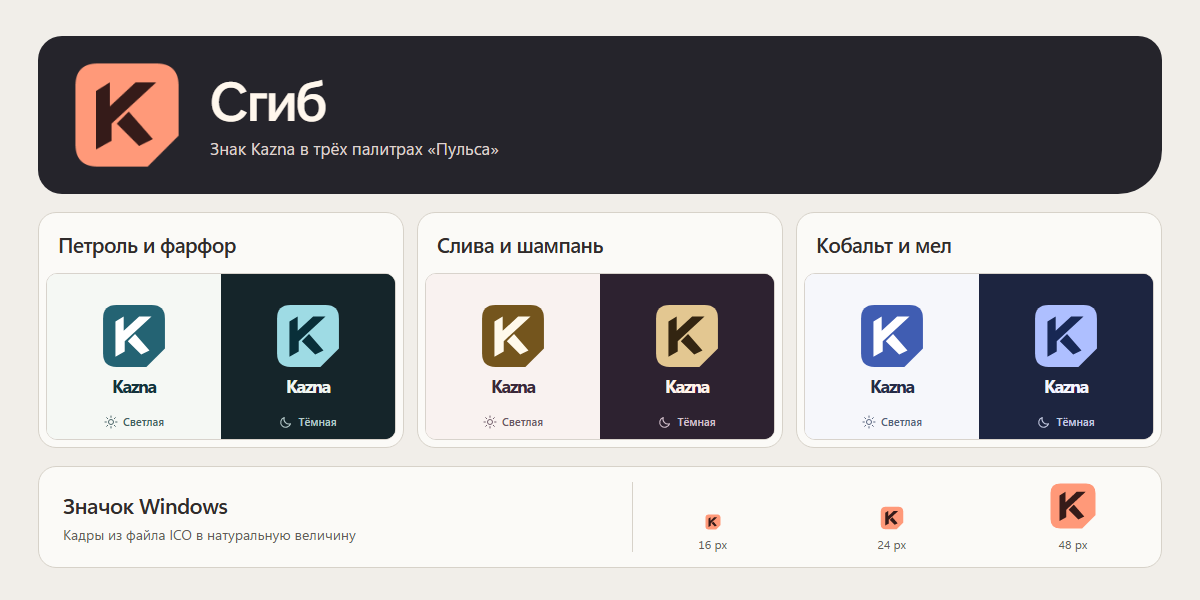 Сгиб
Знак Kazna в трёх палитрах «Пульса»
Петроль и фарфор
Kazna
Светлая
Kazna
Тёмная
Слива и шампань
Kazna
Светлая
Kazna
Тёмная
Кобальт и мел
Kazna
Светлая
Kazna
Тёмная
Значок Windows
Кадры из файла ICO в натуральную величину
16 px
24 px
48 px